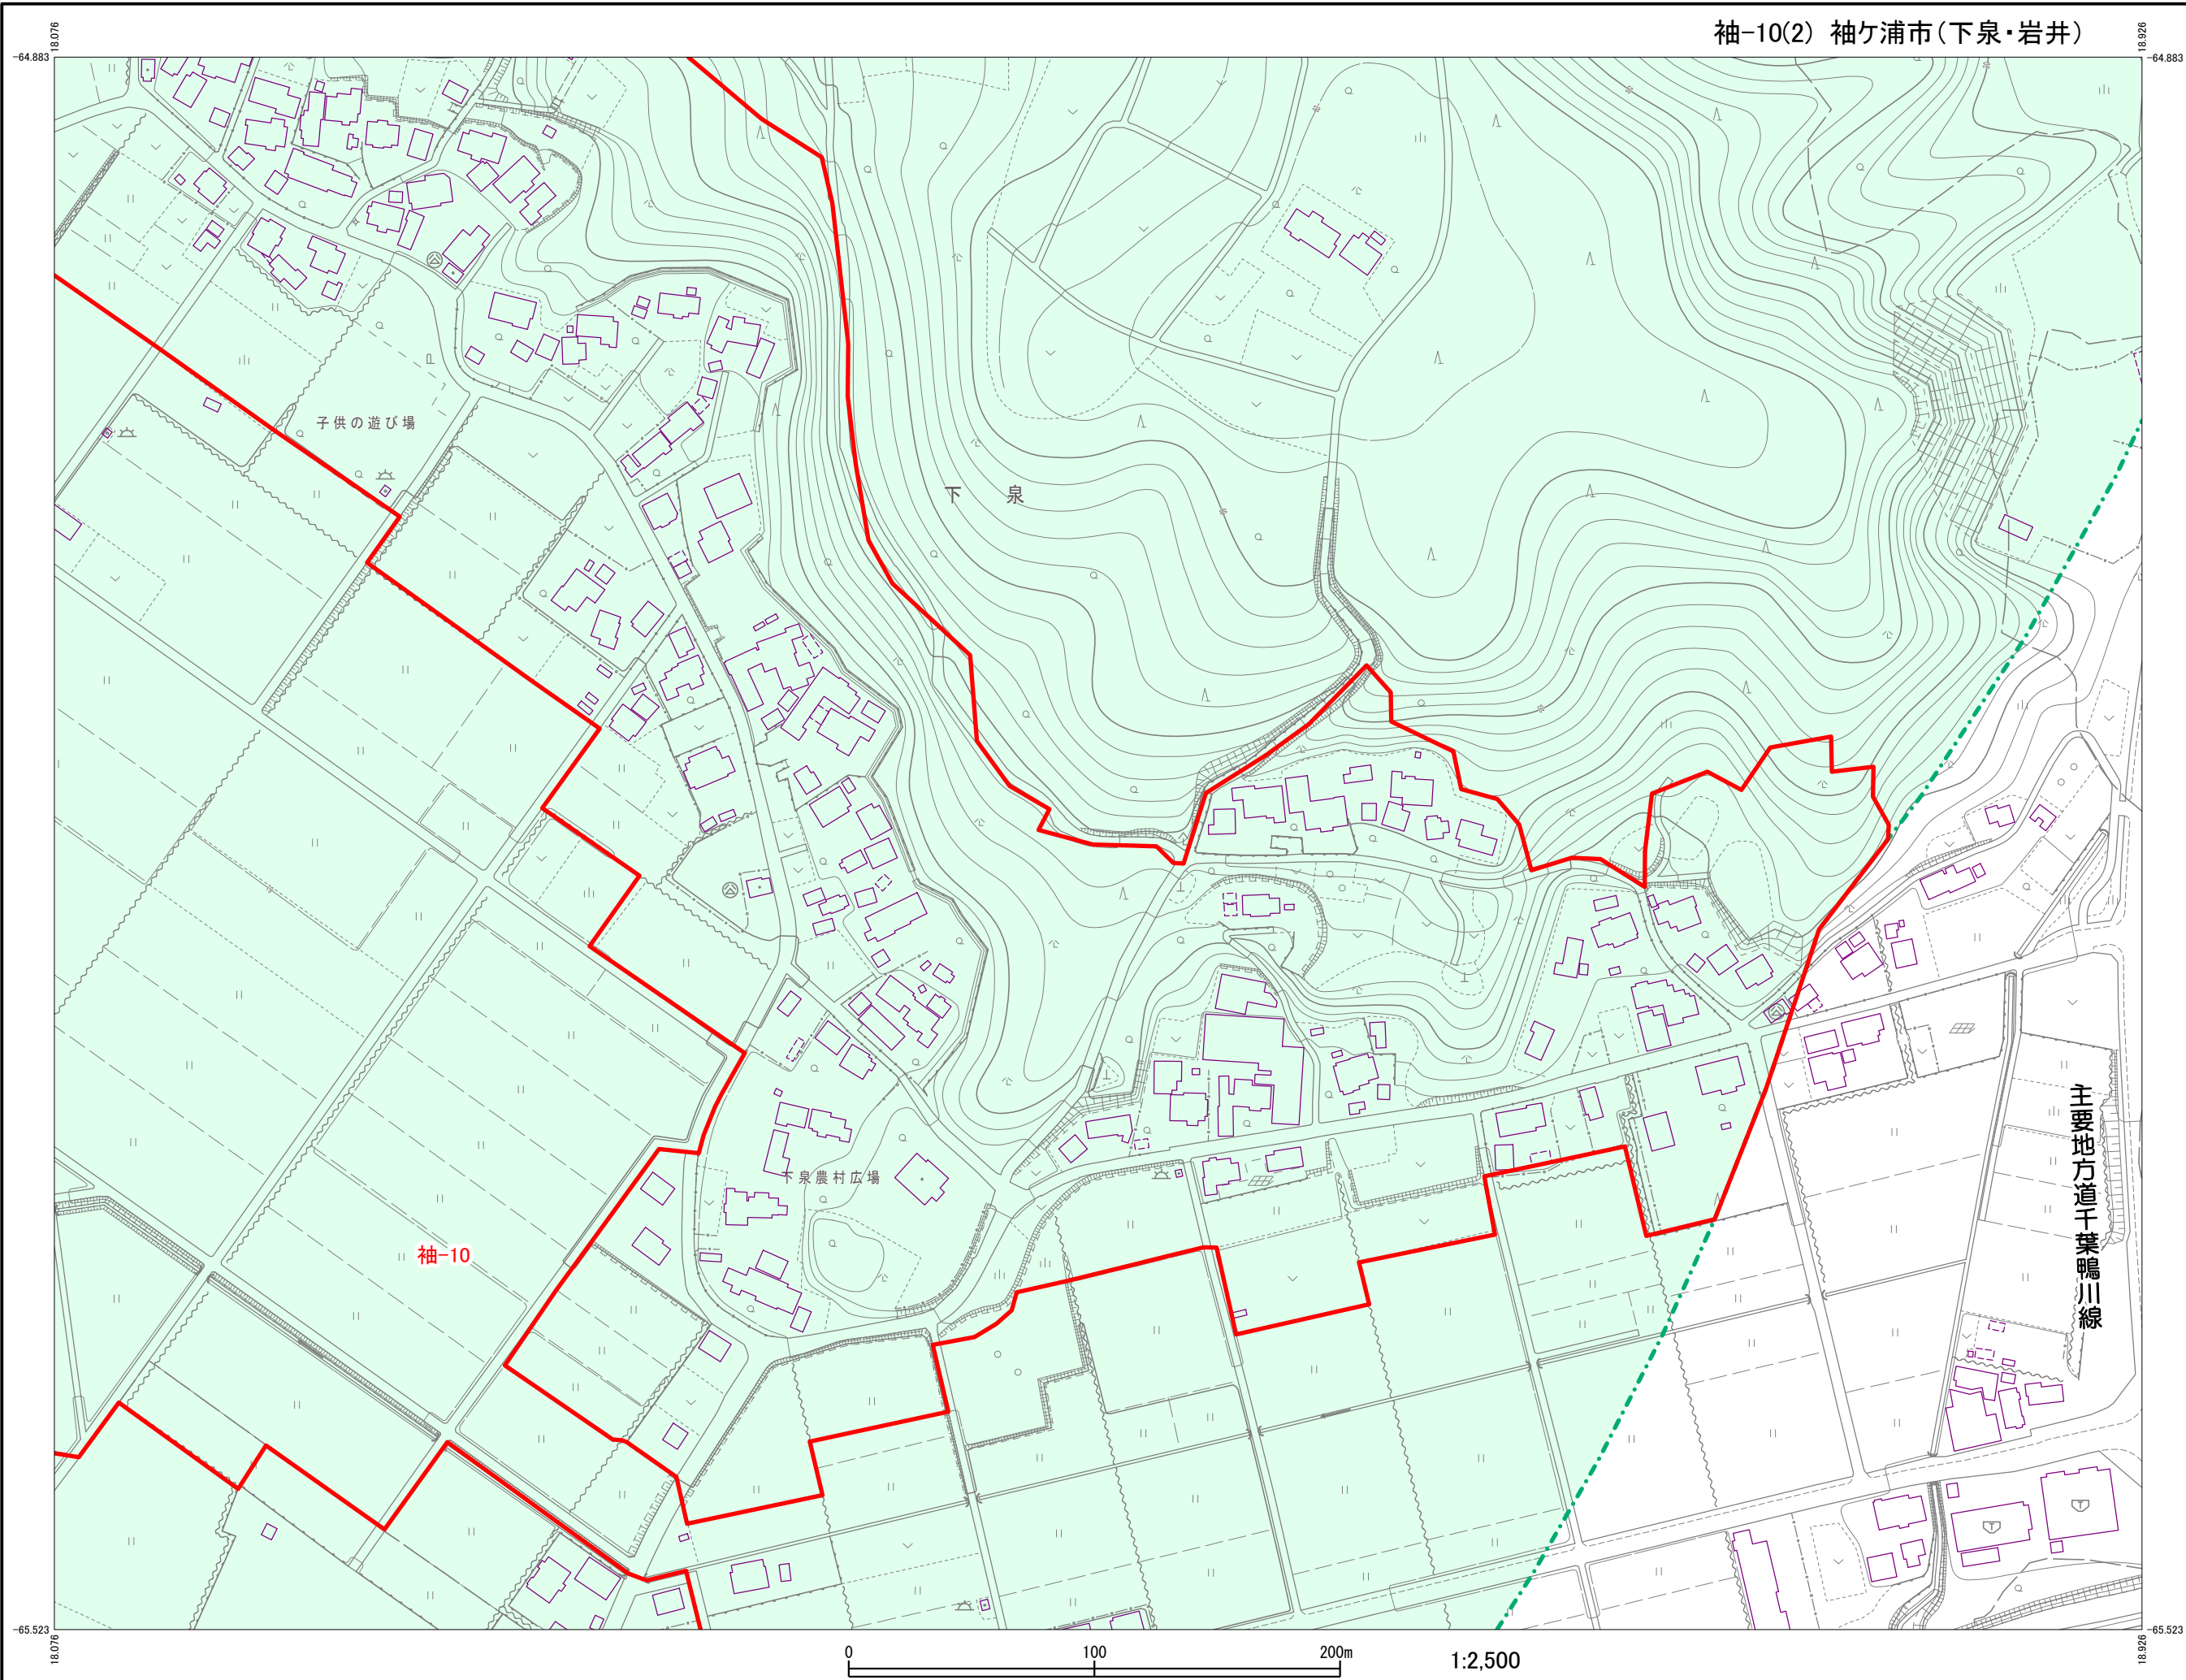 袖-10(2) 袖ケ浦市(下泉・岩井)
18.076
18.926
-64.883
-64.883
子供の遊び場
下 泉
主要地方道千葉鴨川線
下泉農村広場
袖-10
-65.523
-65.523
18.076
18.926
0 100 200m
1:2,500